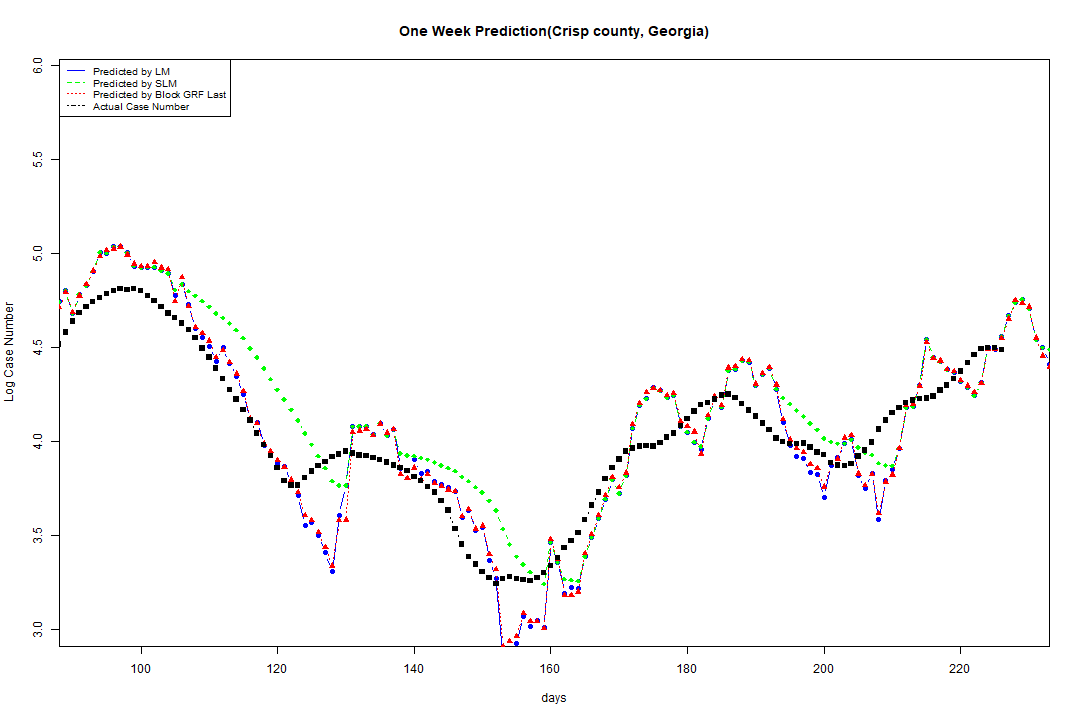 One Week Prediction(Crisp county, Georgia)
Predicted by LM
Predicted by SLM
Predicted by Block GRF Last
Actual Case Number
6.0
5.5
5.0
4.5
4.0
3.5
3.0
Log Case Number
100 120 140 160 180 200 220
days